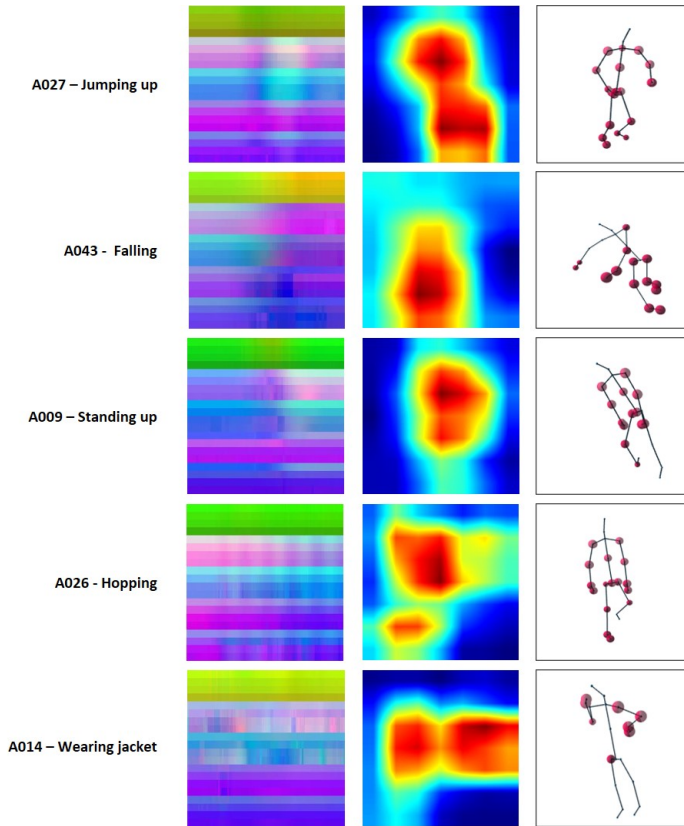 A027 – Jumping up
A043 - Falling
A009 – Standing up
A026 - Hopping
A014 – Wearing jacket